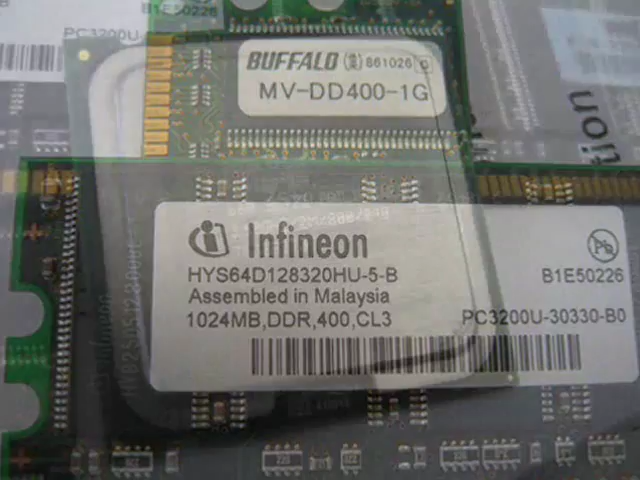 B1E50226
PC3200U
BUFFALO 861026
MV-DD400-1G
Infineon
HYS64D128320HU-5-B
Assembled in Malaysia
1024MB,DDR,400,CL3
B1E50226
PC3200U-30330-B0